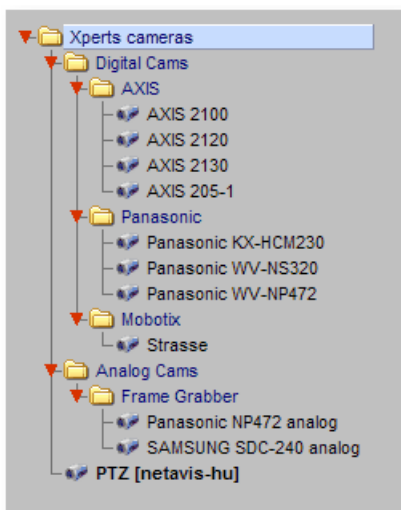 Xperts cameras
Digital Cams
AXIS
AXIS 2100
AXIS 2120
AXIS 2130
AXIS 205-1
Panasonic
Panasonic KX-HCM230
Panasonic WV-NS320
Panasonic WV-NP472
Mobotix
Strasse
Analog Cams
Frame Grabber
Panasonic NP472 analog
SAMSUNG SDC-240 analog
PTZ [netavis-hu]